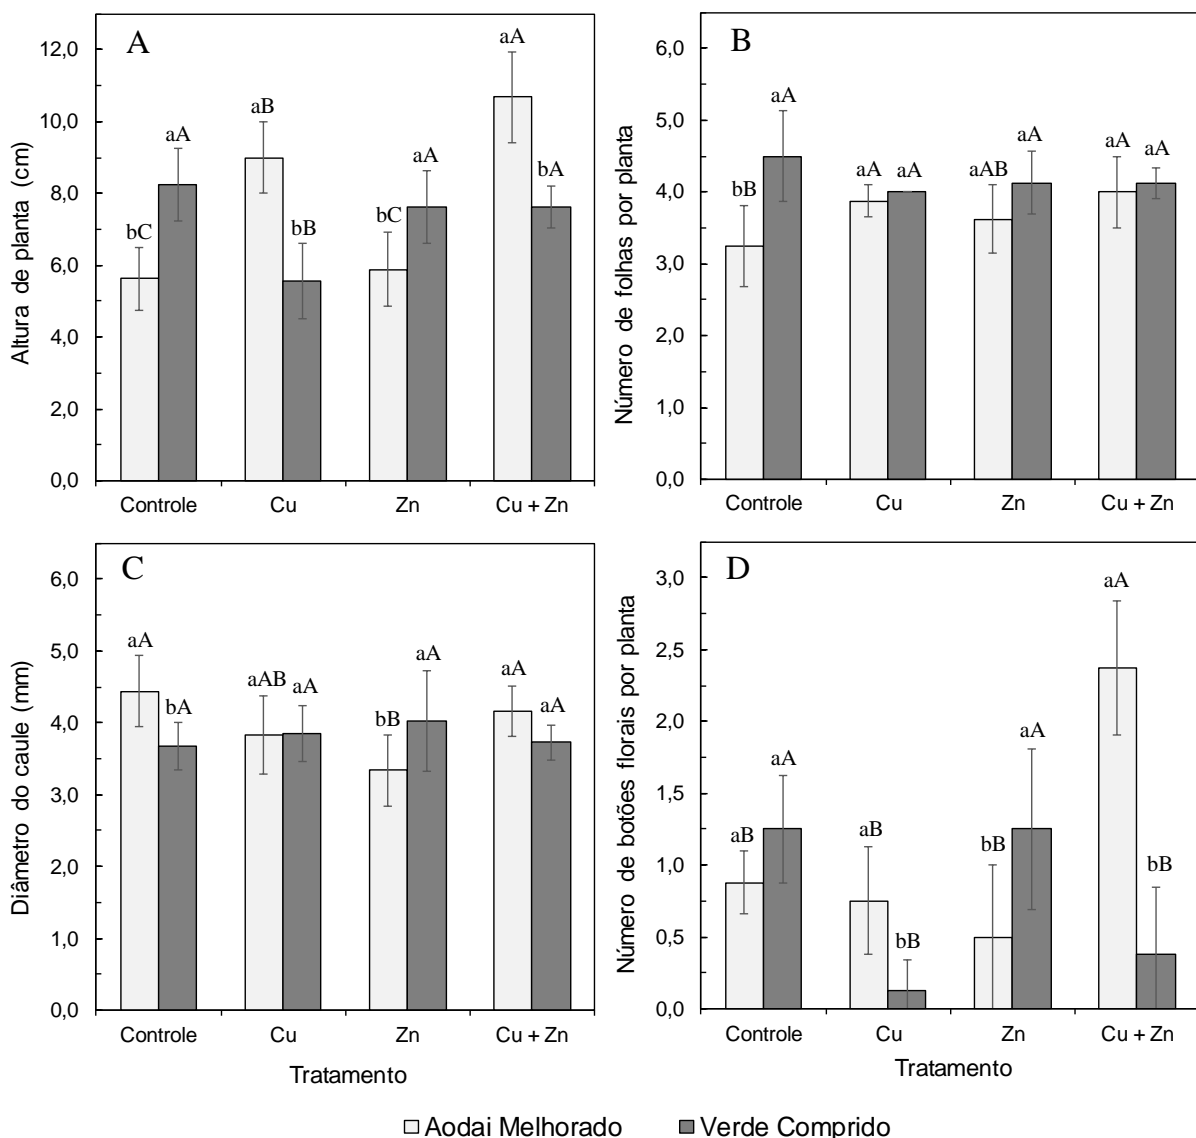 A
Altura de planta (cm)
12,0
10,0
8,0
6,0
4,0
2,0
0,0
bC
aA
aB
bB
bC
aA
aA
bA
Controle
Cu
Zn
Cu + Zn
B
Número de folhas por planta
6,0
5,0
4,0
3,0
2,0
1,0
0,0
bB
aA
aA
aA
aAB
aA
aA
aA
Controle
Cu
Zn
Cu + Zn
C
Diâmetro do caule (mm)
6,0
5,0
4,0
3,0
2,0
1,0
0,0
aA
bA
aAB
aA
bB
aA
aA
aA
Controle
Cu
Zn
Cu + Zn
Tratamento
D
Número de botões florais por planta
3,0
2,5
2,0
1,5
1,0
0,5
0,0
aB
aA
aB
bB
bB
aA
aA
bB
Controle
Cu
Zn
Cu + Zn
Tratamento
Aodai Melhorado
Verde Comprido